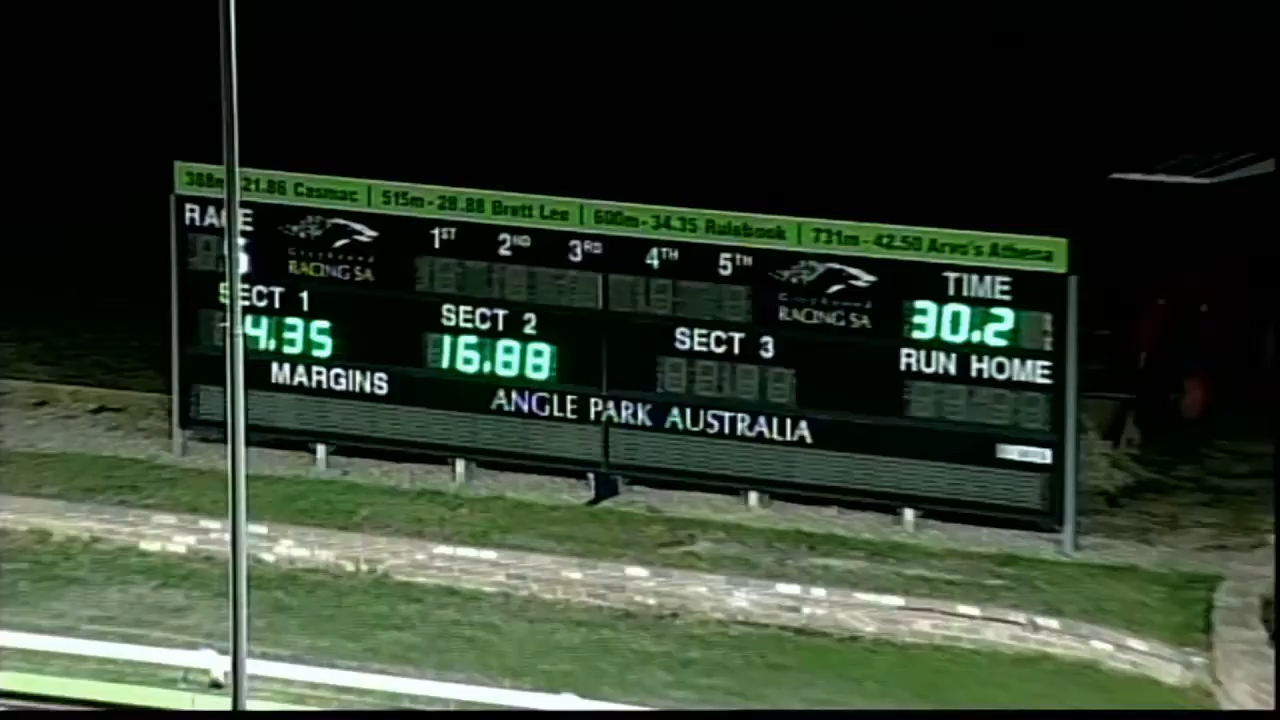 388m-21.86 Casmac | 515m-28.88 Brett Lee | 600m-34.35 Rulebook | 731m-42.50 Arvo's Athena
RACE 1ST 2ND 3RD 4TH 5TH TIME
Greyhound RACING SA
Greyhound RACING SA
30.2
SECT 1 SECT 2 SECT 3 RUN HOME
4.35 16.88
MARGINS ANGLE PARK AUSTRALIA